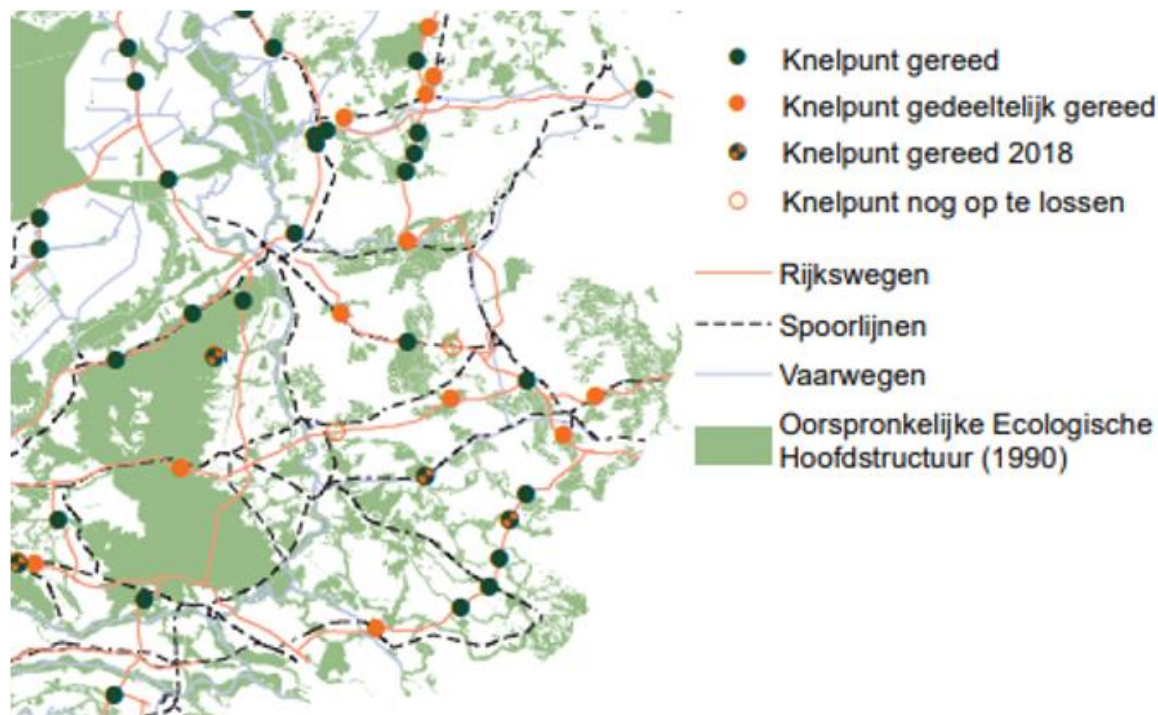 Knelpunt gereed
Knelpunt gedeeltelijk gereed
Knelpunt gereed 2018
Knelpunt nog op te lossen
Rijkswegen
Spoorlijnen
Vaarwegen
Oorspronkelijke Ecologische
Hoofdstructuur (1990)